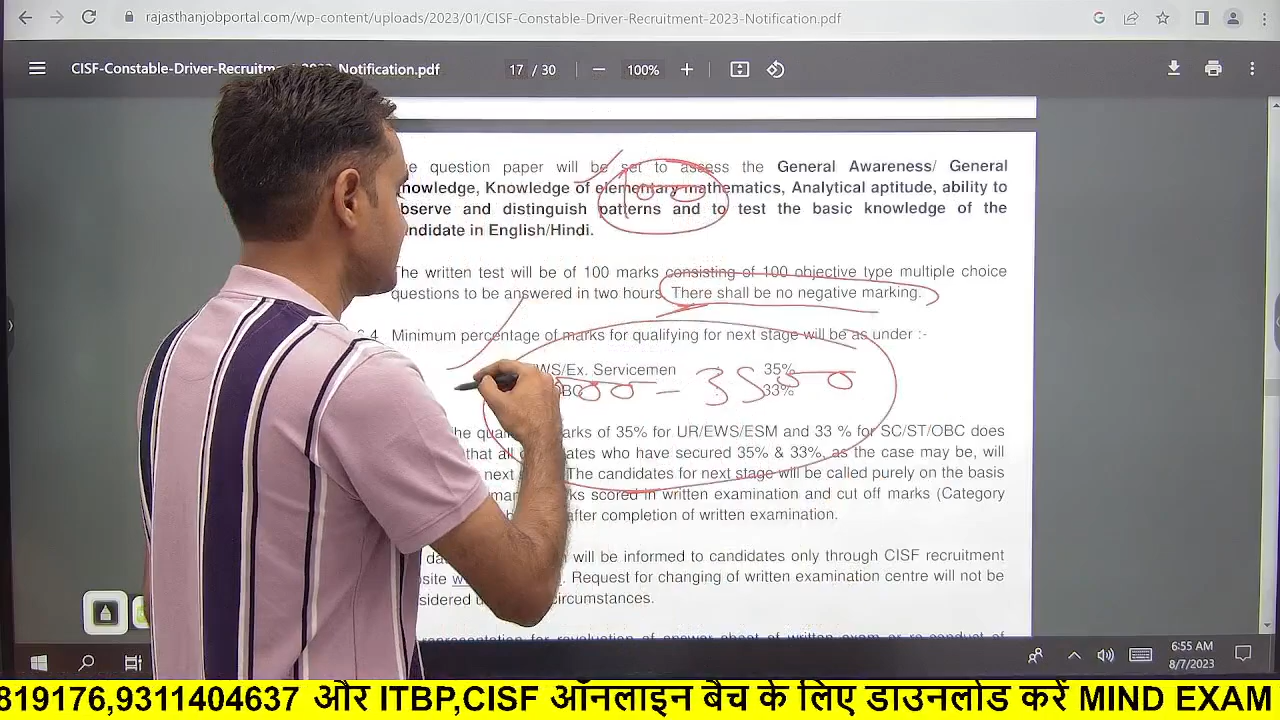 rajasthanjobportal.com/wp-content/uploads/2023/01/CISF-Constable-Driver-Recruitment-2023-Notification.pdf
CISF-Constable-Driver-Recruitment-2023-Notification.pdf
17 / 30
100%
question paper will be set to assess the General Awareness/ General
Knowledge, Knowledge of elementary mathematics, Analytical aptitude, ability to
observe and distinguish patterns and to test the basic knowledge of the
candidate in English/Hindi.
100
The written test will be of 100 marks consisting of 100 objective type multiple choice
questions to be answered in two hours. There shall be no negative marking.
6.4 Minimum percentage of marks for qualifying for next stage will be as under :-
EWS/Ex. Servicemen 35%
OBC 33%
marks of 35% for UR/EWS/ESM and 33 % for SC/ST/OBC does
that all who have secured 35% & 33%, as the case may be, will
next The candidates for next stage will be called purely on the basis
scored in written examination and cut off marks (Category
after completion of written examination.
will be informed to candidates only through CISF recruitment
Request for changing of written examination centre will not be
circumstances.
6:55 AM
8/7/2023
819176,9311404637 और ITBP,CISF ऑनलाइन बैच के लिए डाउनलोड करें MIND EXAM